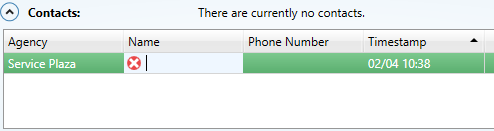 Contacts: There are currently no contacts.
Agency Name Phone Number Timestamp
Service Plaza 02/04 10:38